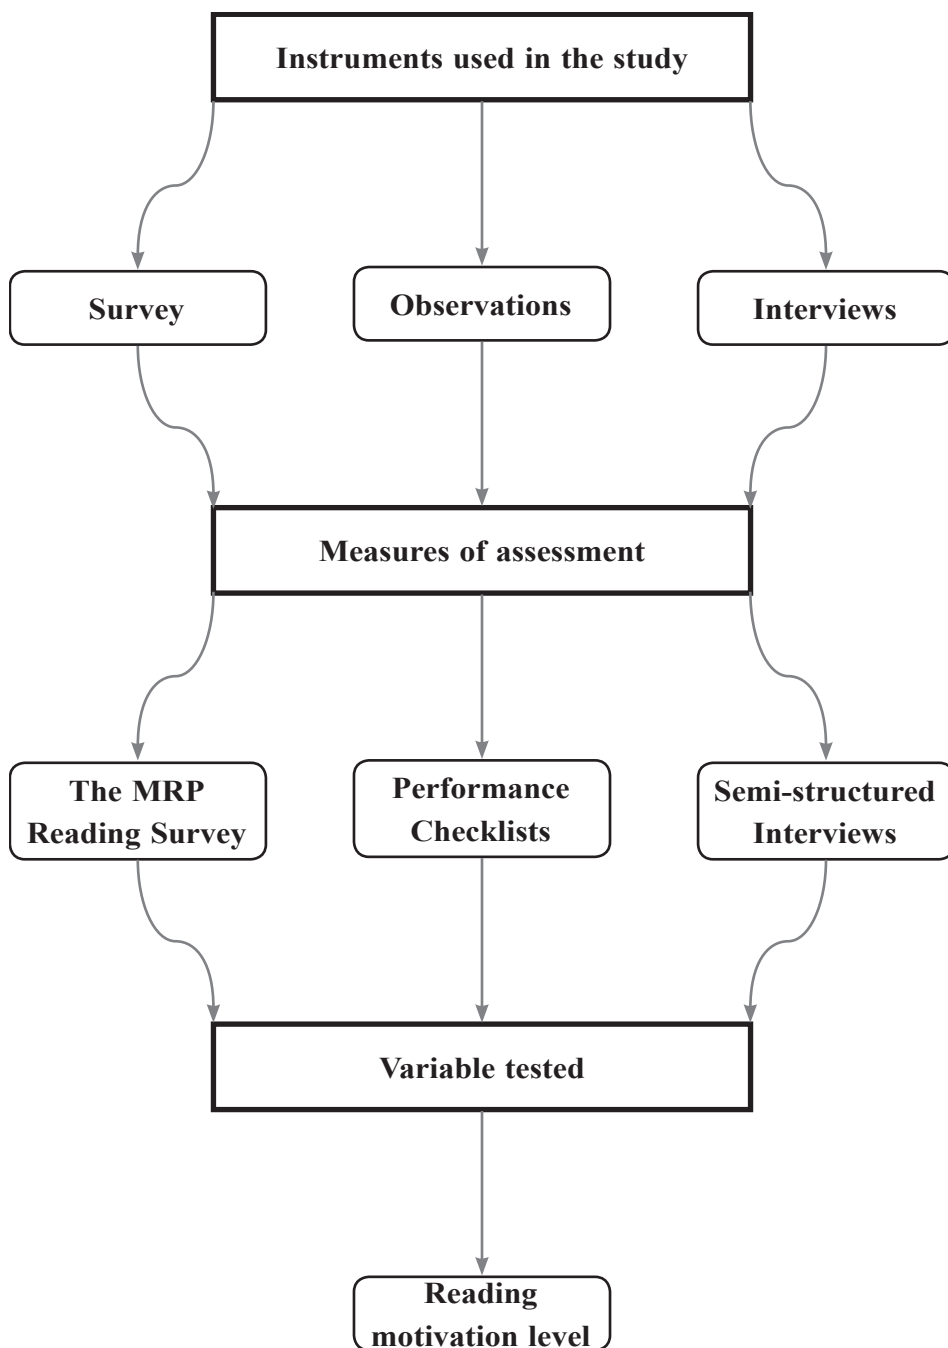 Instruments used in the study
Survey
Observations
Interviews
Measures of assessment
The MRP
Reading Survey
Performance
Checklists
Semi-structured
Interviews
Variable tested
Reading
motivation level